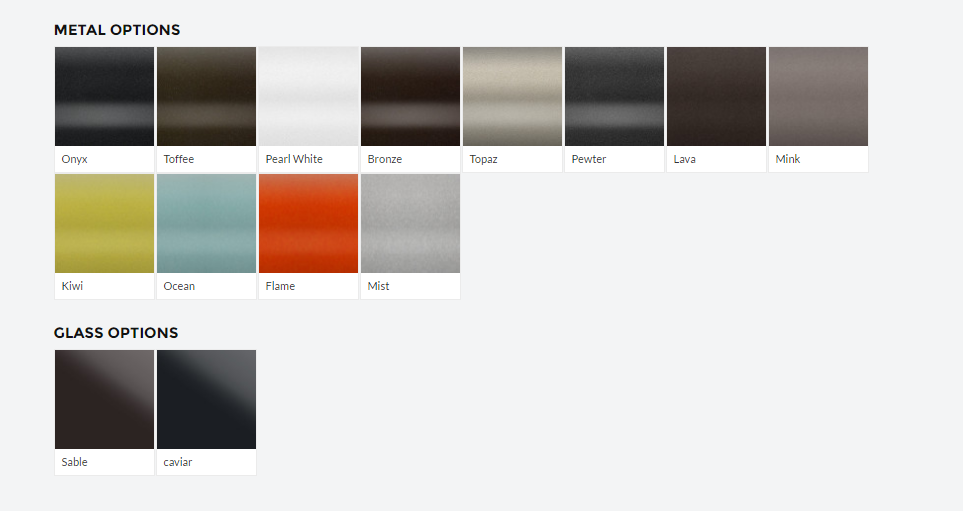 METAL OPTIONS
Onyx Toffee Pearl White Bronze Topaz Pewter Lava Mink
Kiwi Ocean Flame Mist
GLASS OPTIONS
Sable caviar